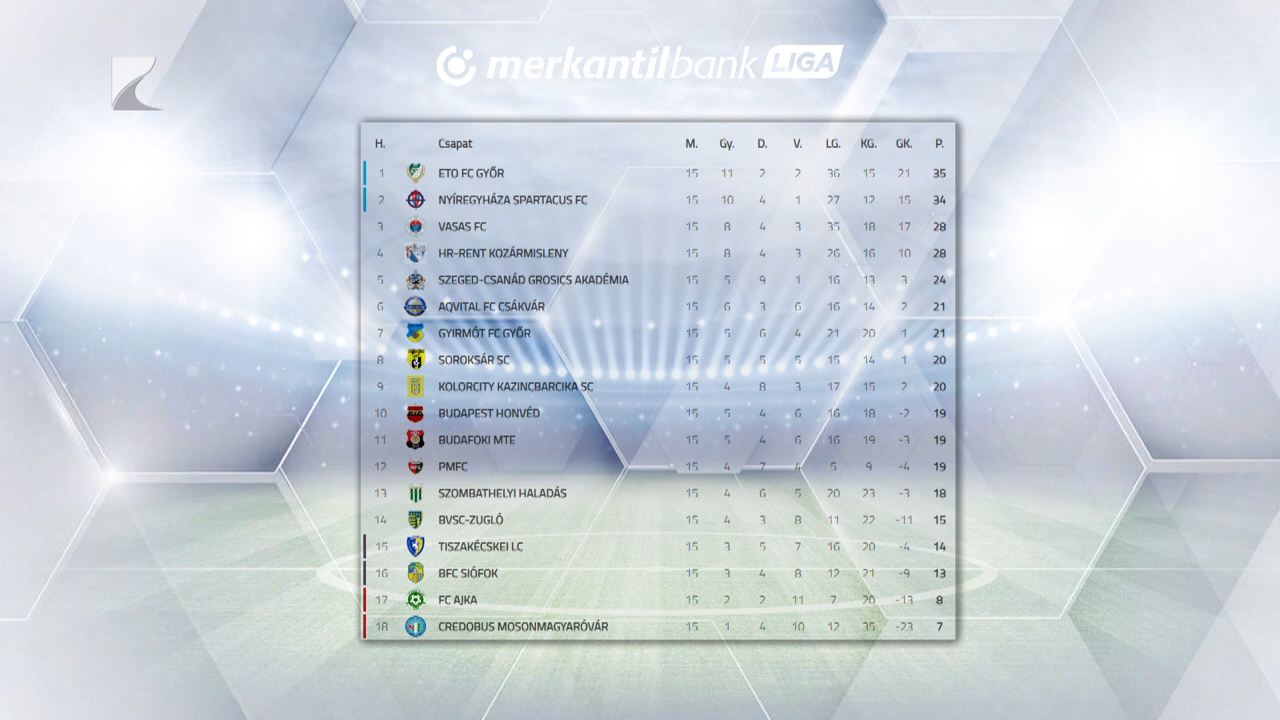 merkantilbank LIGA
H. Csapat M. Gy. D. V. LG. KG. GK. P.
1 ETO FC GYŐR 15 11 2 2 36 15 21 35
2 NYÍREGYHÁZA SPARTACUS FC 15 10 4 1 27 12 15 34
3 VASAS FC 15 8 4 3 35 18 17 28
4 HR-RENT KOZÁRMISLENY 15 8 4 3 26 16 10 28
5 SZEGED-CSANÁD GROSICS AKADÉMIA 15 5 9 1 16 13 3 24
6 AQVITAL FC CSÁKVÁR 15 6 3 6 16 14 2 21
7 GYIRMÓT FC GYŐR 15 5 6 4 21 20 1 21
8 SOROKSÁR SC 15 5 5 5 15 14 1 20
9 KOLORCITY KAZINCBARCIKA SC 15 4 8 3 17 15 2 20
10 BUDAPEST HONVÉD 15 5 4 6 16 18 -2 19
11 BUDAFOKI MTE 15 5 4 6 16 19 -3 19
12 PMFC 15 4 7 4 5 9 -4 19
13 SZOMBATHELYI HALADÁS 15 4 6 5 20 23 -3 18
14 BVSC-ZUGLÓ 15 4 3 8 11 22 -11 15
15 TISZAKÉCSKEI LC 15 3 5 7 16 20 -4 14
16 BFC SIÓFOK 15 3 4 8 12 21 -9 13
17 FC AJKA 15 2 2 11 7 20 -13 8
18 CREDOBUS MOSONMAGYARÓVÁR 15 1 4 10 12 35 -23 7